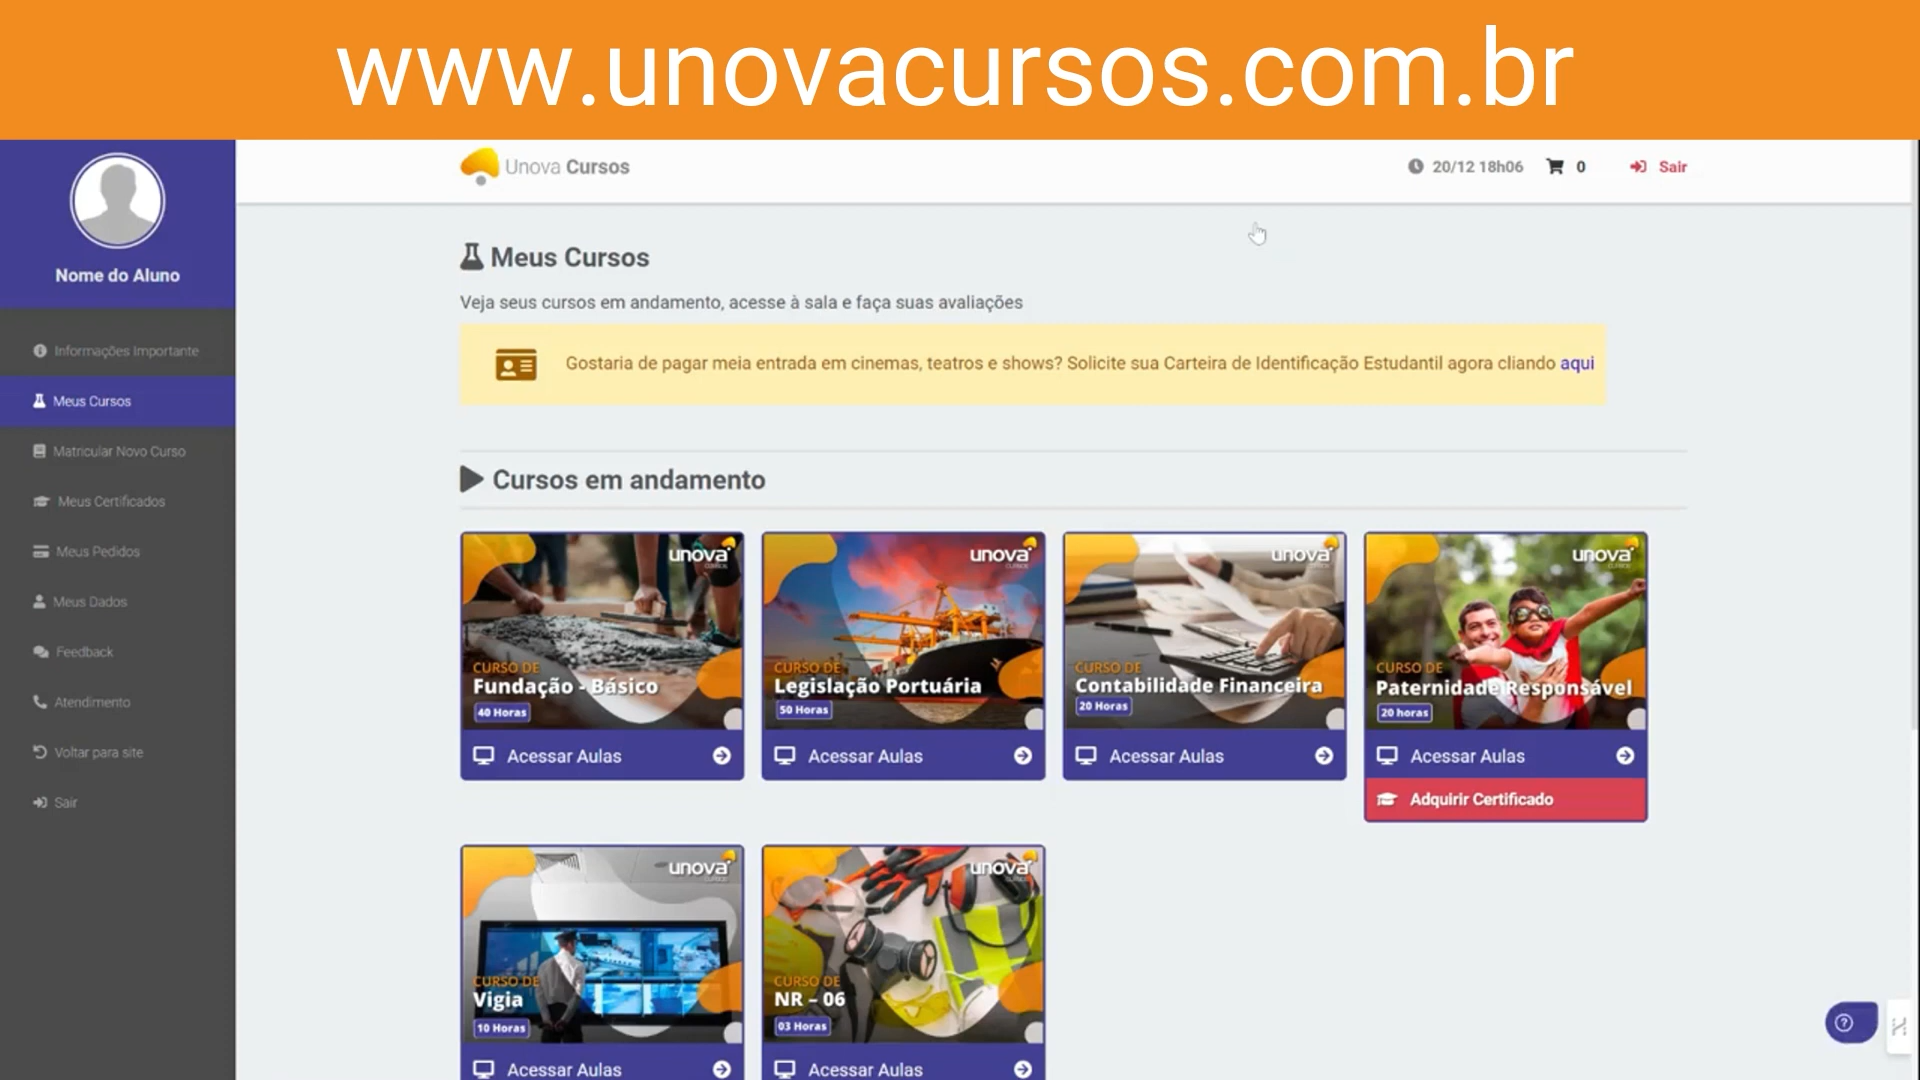 www.unovacursos.com.br
Nome do Aluno
Informações Importante
Meus Cursos
Matricular Novo Curso
Meus Certificados
Meus Pedidos
Meus Dados
Feedback
Atendimento
Voltar para site
Sair
Unova Cursos
20/12 18h06
0
Sair
Meus Cursos
Veja seus cursos em andamento, acesse à sala e faça suas avaliações
Gostaria de pagar meia entrada em cinemas, teatros e shows? Solicite sua Carteira de Identificação Estudantil agora cliando aqui
Cursos em andamento
unova
CURSOS
CURSO DE
Fundação - Básico
40 Horas
Acessar Aulas
unova
CURSOS
CURSO DE
Legislação Portuária
50 Horas
Acessar Aulas
unova
CURSOS
CURSO DE
Contabilidade Financeira
20 Horas
Acessar Aulas
unova
CURSOS
CURSO DE
Paternidade Responsável
20 horas
Acessar Aulas
Adquirir Certificado
unova
CURSOS
CURSO DE
Vigia
10 Horas
Acessar Aulas
unova
CURSOS
CURSO DE
NR – 06
03 Horas
Acessar Aulas